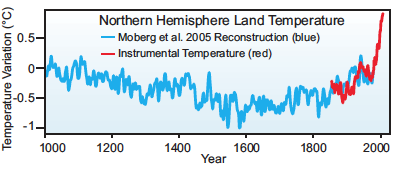 Northern Hemisphere Land Temperature
Moberg et al. 2005 Reconstruction (blue)
Instrumental Temperature (red)
Temperature Variation (°C)
0.5
0
-0.5
-1
1000 1200 1400 1600 1800 2000
Year